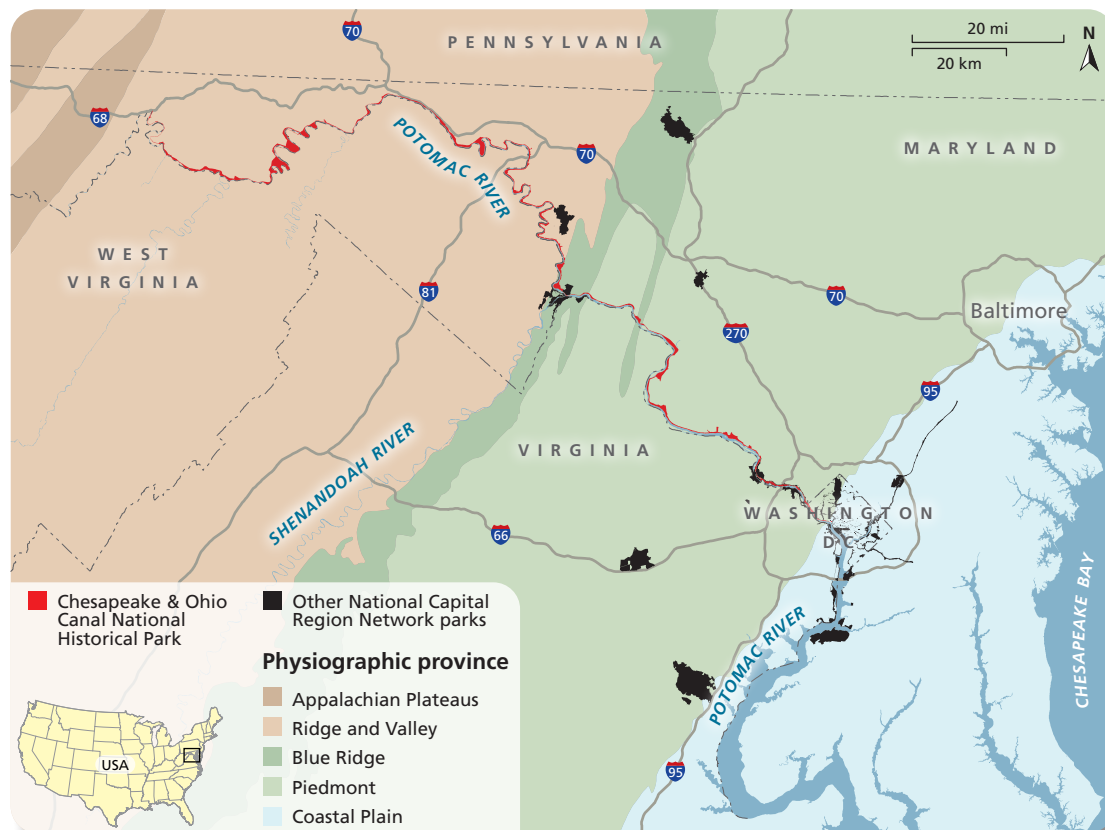 70
PENNSYLVANIA
20 mi
20 km
N
68
POTOMAC RIVER
70
MARYLAND
WEST
VIRGINIA
81
70
Baltimore
270
95
VIRGINIA
SHENANDOAH RIVER
WASHINGTON
DC
66
CHESAPEAKE BAY
POTOMAC RIVER
95
Chesapeake & Ohio
Canal National
Historical Park
Other National Capital
Region Network parks
Physiographic province
Appalachian Plateaus
Ridge and Valley
Blue Ridge
Piedmont
Coastal Plain
USA